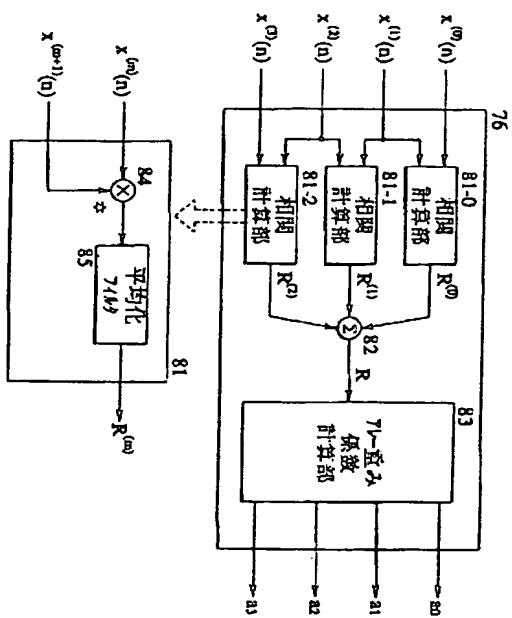 76
x(0)(n)
x(1)(n)
x(2)(n)
x(3)(n)
81-0
相関
計算部
R(0)
81-1
相関
計算部
R(1)
81-2
相関
計算部
R(2)
Σ
82
R
83
アレー重み
係数
計算部
a0
a1
a2
a3
81
x(m)(n)
x(m+1)(n)
84
X
*
85
平均化
フィルタ
R(m)